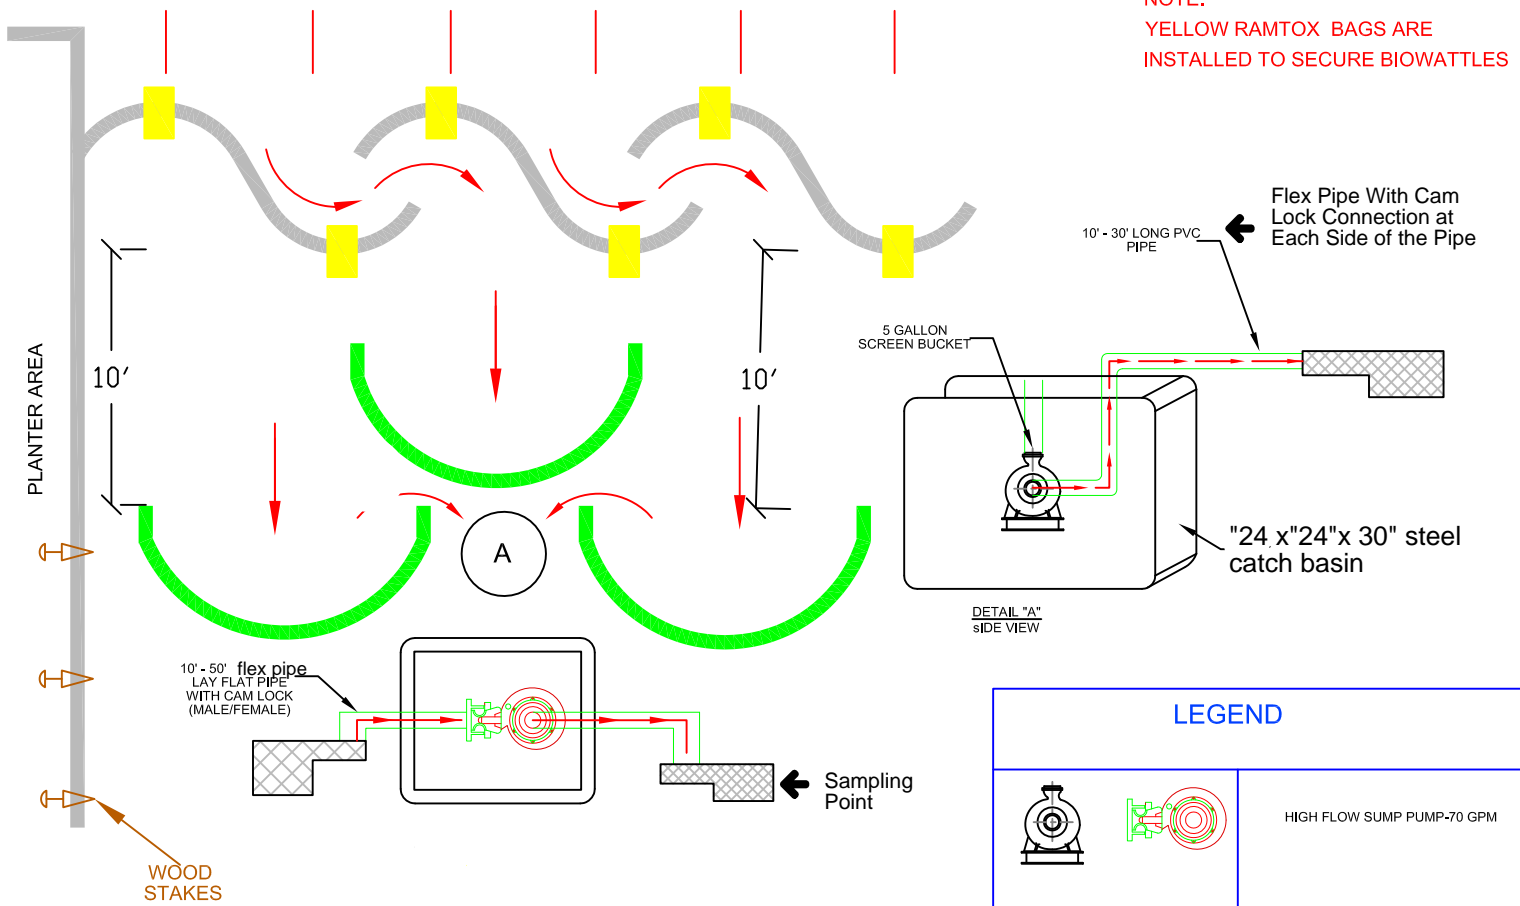 NOTE:
YELLOW RAMTOX BAGS ARE
INSTALLED TO SECURE BIOWATTLES
Flex Pipe With Cam
Lock Connection at
Each Side of the Pipe
10' - 30' LONG PVC
PIPE
5 GALLON
SCREEN BUCKET
PLANTER AREA
10'
10'
A
"24 x"24"x 30" steel
catch basin
DETAIL "A"
sIDE VIEW
10' - 50' flex pipe
LAY FLAT PIPE
WITH CAM LOCK
(MALE/FEMALE)
Sampling
Point
WOOD
STAKES
LEGEND
HIGH FLOW SUMP PUMP-70 GPM